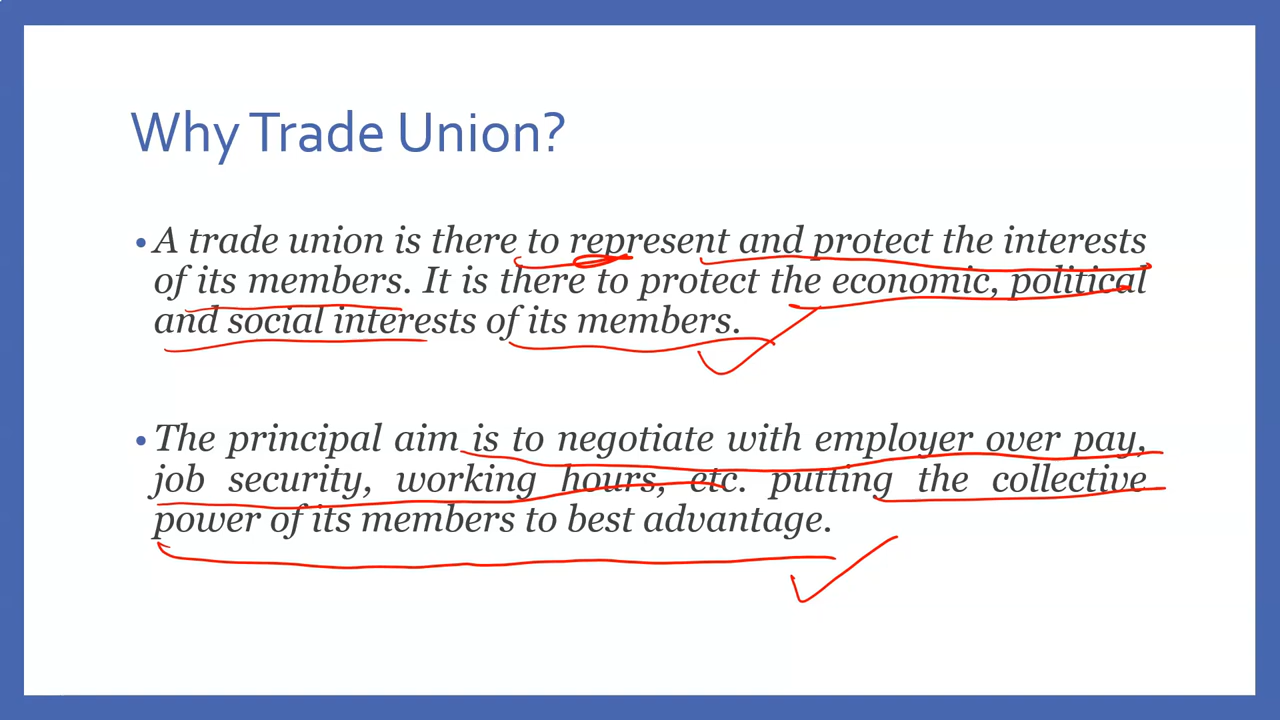 Why Trade Union?
• A trade union is there to represent and protect the interests
of its members. It is there to protect the economic, political
and social interests of its members.
• The principal aim is to negotiate with employer over pay,
job security, working hours, etc. putting the collective
power of its members to best advantage.